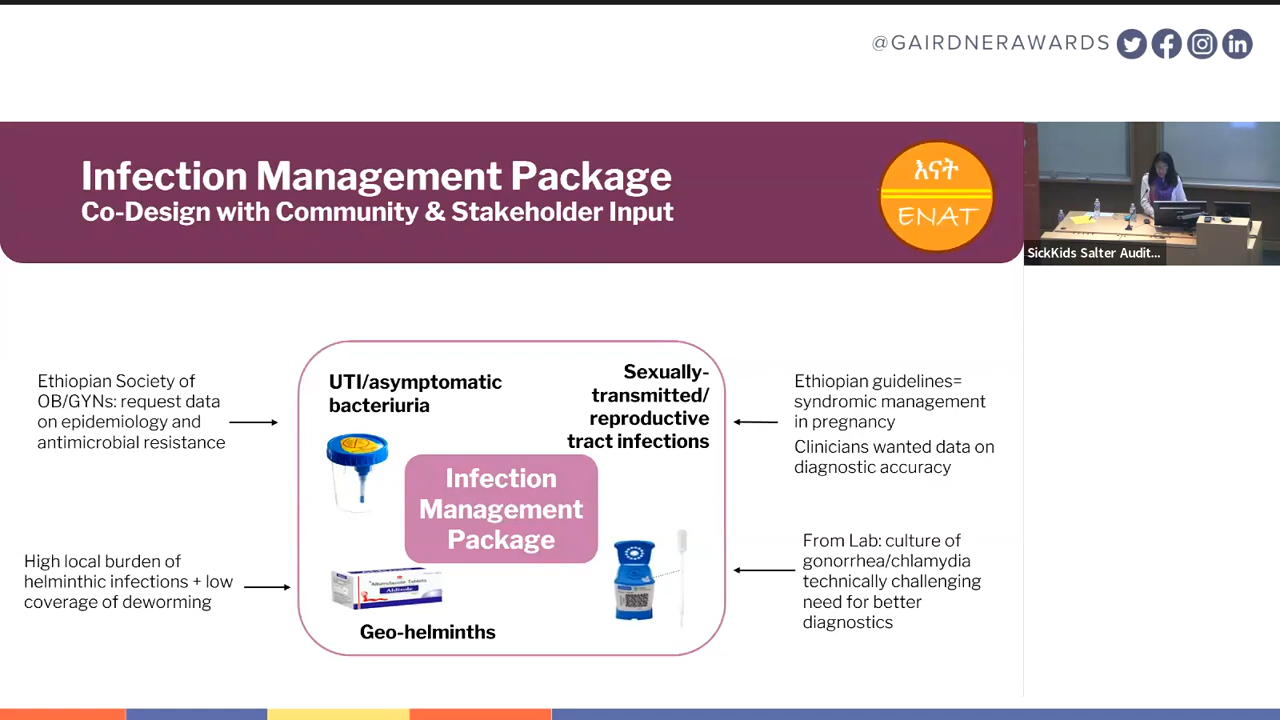 @GAIRDNERAWARDS
Infection Management Package
Co-Design with Community & Stakeholder Input
እናት
ENAT
SickKids Salter Audit...
Ethiopian Society of
OB/GYNs: request data
on epidemiology and
antimicrobial resistance
High local burden of
helminthic infections + low
coverage of deworming
UTI/asymptomatic
bacteriuria
Sexually-
transmitted/
reproductive
tract infections
Infection
Management
Package
Albendazole Tablets
Geo-helminths
Ethiopian guidelines=
syndromic management
in pregnancy
Clinicians wanted data on
diagnostic accuracy
From Lab: culture of
gonorrhea/chlamydia
technically challenging
need for better
diagnostics